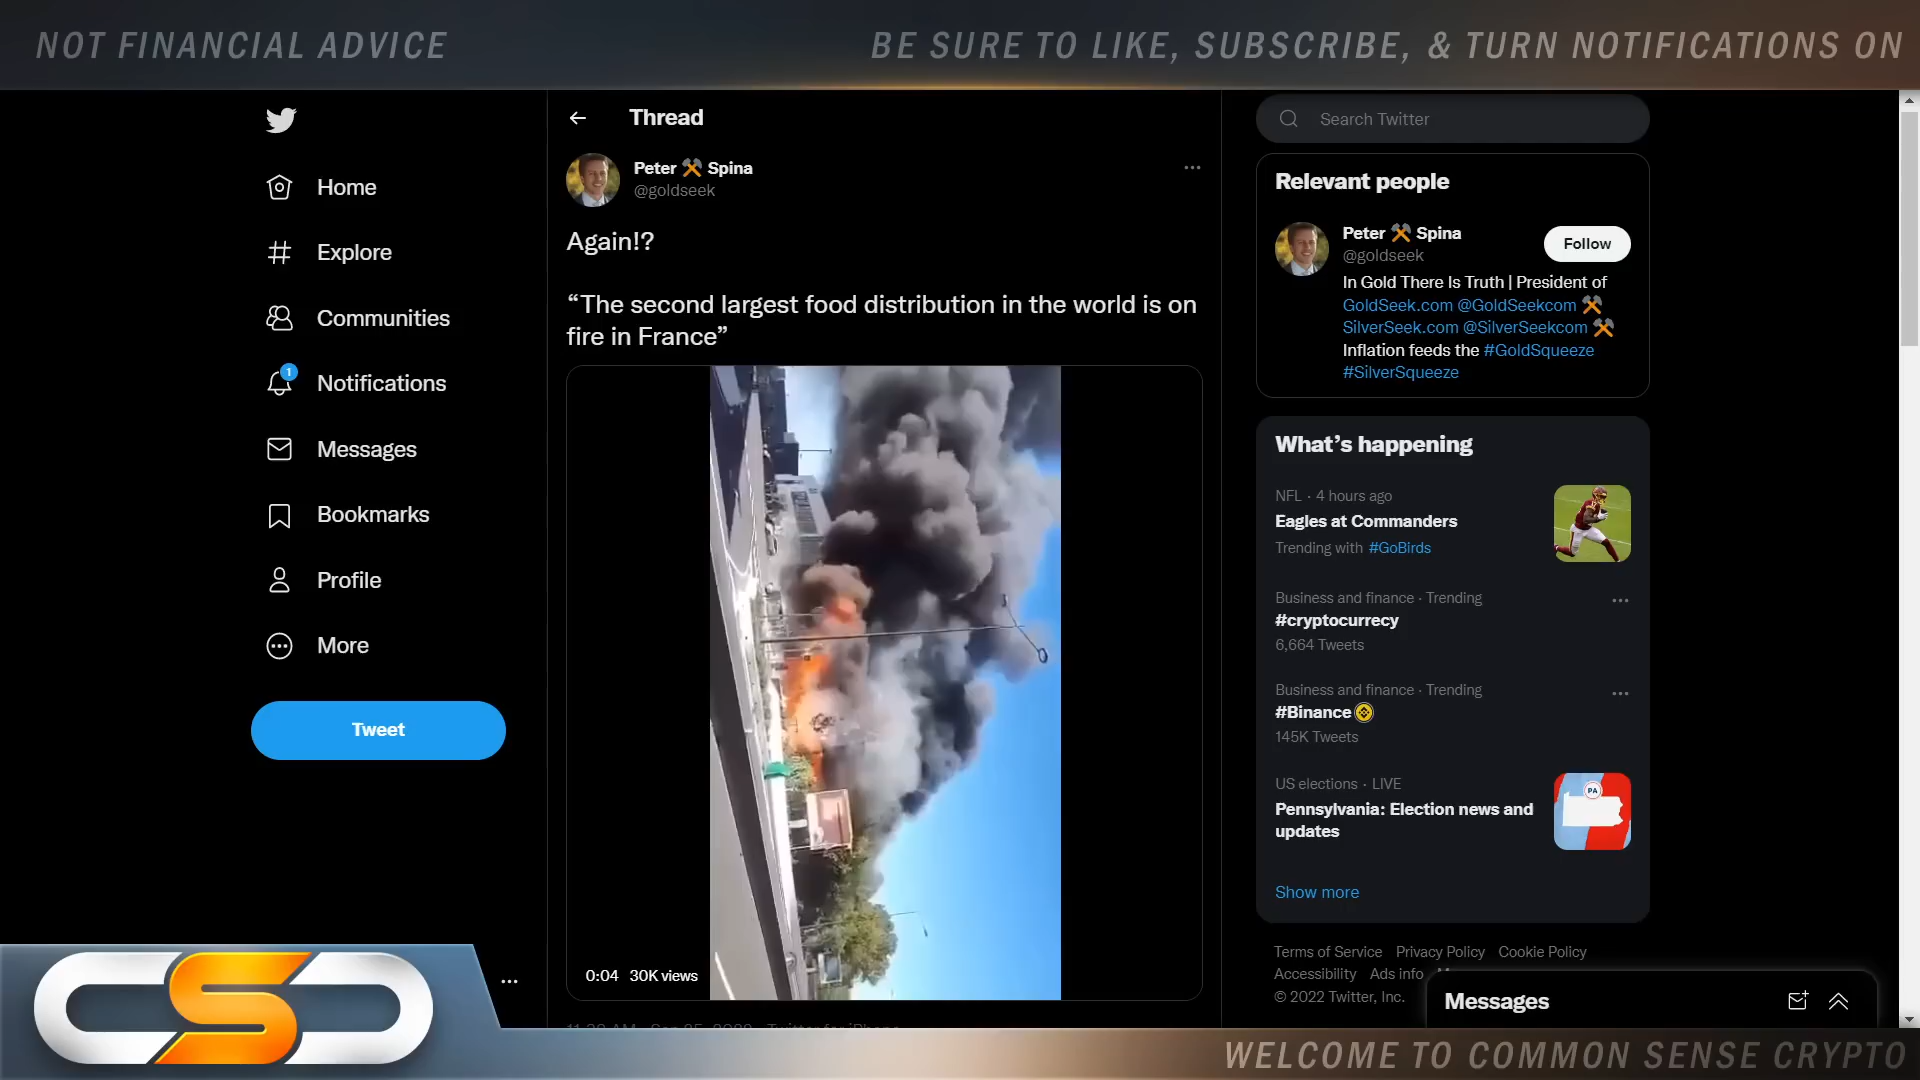 NOT FINANCIAL ADVICE
BE SURE TO LIKE, SUBSCRIBE, & TURN NOTIFICATIONS ON
Home
Explore
Communities
1
Notifications
Messages
Bookmarks
Profile
More
Tweet
Thread
Peter ⚒ Spina
@goldseek
Again!?
“The second largest food distribution in the world is on
fire in France”
0:04 30K views
Search Twitter
Relevant people
Peter ⚒ Spina
@goldseek
Follow
In Gold There Is Truth | President of
GoldSeek.com @GoldSeekcom ⚒
SilverSeek.com @SilverSeekcom ⚒
Inflation feeds the #GoldSqueeze
#SilverSqueeze
What’s happening
NFL · 4 hours ago
Eagles at Commanders
Trending with #GoBirds
Business and finance · Trending
#cryptocurrecy
6,664 Tweets
Business and finance · Trending
#Binance
145K Tweets
US elections · LIVE
Pennsylvania: Election news and
updates
PA
Show more
Terms of Service Privacy Policy Cookie Policy
Accessibility Ads info
© 2022 Twitter, Inc.
Messages
CSC
WELCOME TO COMMON SENSE CRYPTO